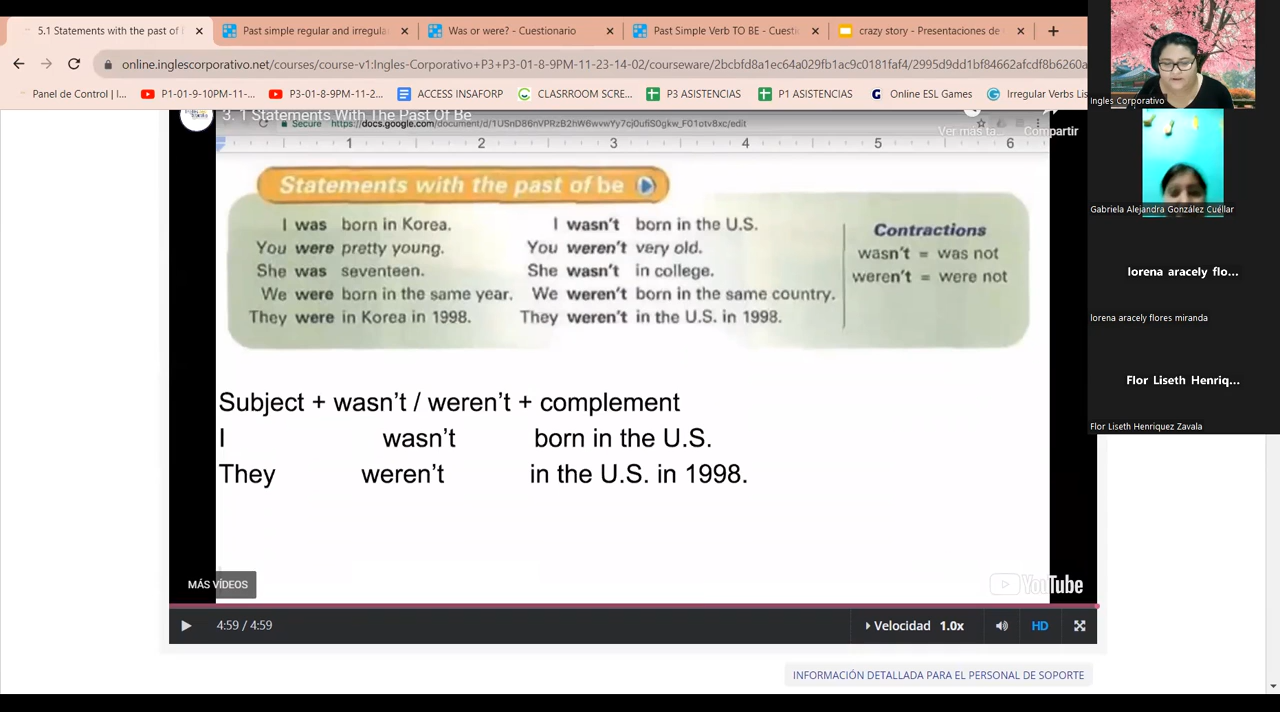 5.1 Statements with the past of
Past simple regular and irregula
Was or were? - Cuestionario
Past Simple Verb TO BE - Cuesti
crazy story - Presentaciones de
online.inglescorporativo.net/courses/course-v1:Ingles-Corporativo+P3+P3-01-8-9PM-11-23-14-02/courseware/2bcbfd8a1ec64a029fb1ac9c0181faf4/2995d9dd1bf84662afcdf8b6260a
Panel de Control | I...
P1-01-9-10PM-11-...
P3-01-8-9PM-11-2...
ACCESS INSAFORP
CLASRROOM SCRE...
P3 ASISTENCIAS
P1 ASISTENCIAS
Online ESL Games
Irregular Verbs Lis
3. 1 Statements With The Past Of Be
Secure
Ver más ta...
Compartir
1 2 3 4 5 6
Statements with the past of be
I was born in Korea. I wasn't born in the U.S.
You were pretty young. You weren't very old.
She was seventeen. She wasn't in college.
We were born in the same year. We weren't born in the same country.
They were in Korea in 1998. They weren't in the U.S. in 1998.
Contractions
wasn't = was not
weren't = were not
Subject + wasn't / weren't + complement
I wasn't born in the U.S.
They weren't in the U.S. in 1998.
MÁS VÍDEOS
YouTube
4:59 / 4:59
Velocidad 1.0x
HD
INFORMACIÓN DETALLADA PARA EL PERSONAL DE SOPORTE
Ingles Corporativo
Gabriela Alejandra González Cuéllar
lorena aracely flo...
lorena aracely flores miranda
Flor Liseth Henriq...
Flor Liseth Henriquez Zavala